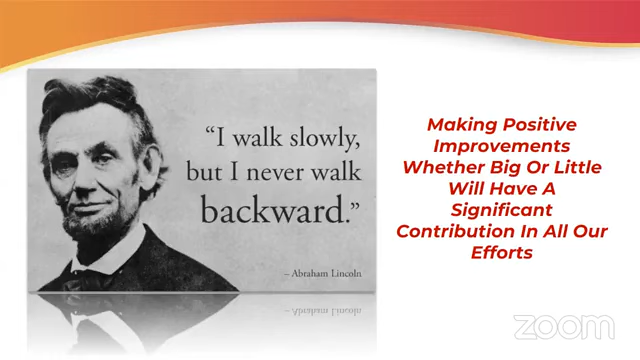 “I walk slowly,
but I never walk
backward.”
– Abraham Lincoln
Making Positive
Improvements
Whether Big Or Little
Will Have A
Significant
Contribution In All Our
Efforts
zoom